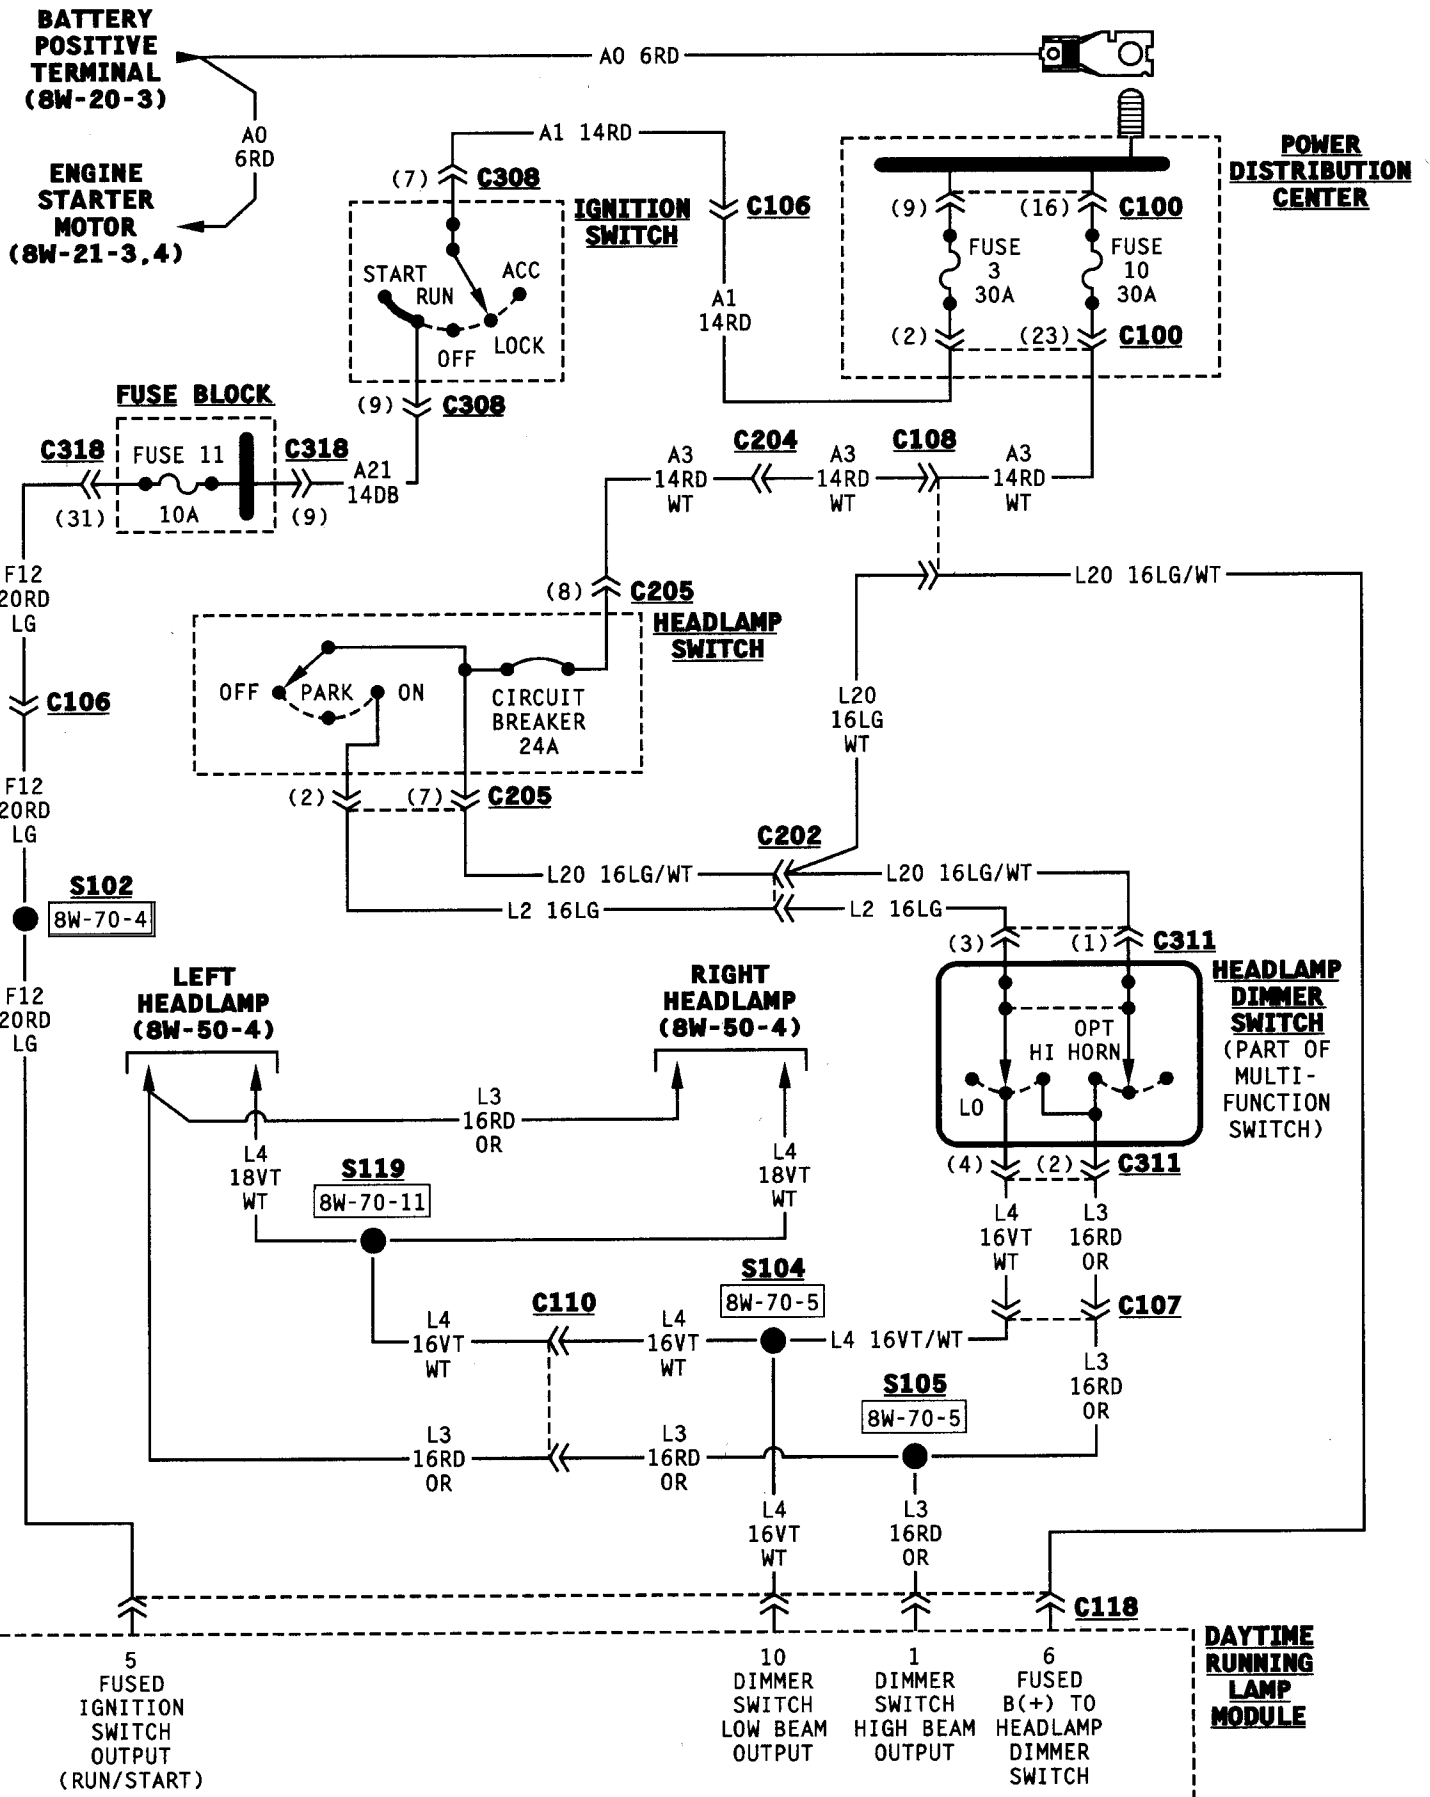 BATTERY
POSITIVE
TERMINAL
(8W-20-3)
A0 6RD
A0
6RD
ENGINE
STARTER
MOTOR
(8W-21-3,4)
A1 14RD
POWER
DISTRIBUTION
CENTER
(7)
C308
IGNITION
SWITCH
C106
(9)
(16)
C100
FUSE
3
30A
FUSE
10
30A
START
RUN
ACC
OFF
LOCK
A1
14RD
(2)
(23)
C100
FUSE BLOCK
(9)
C308
C318
FUSE 11
C318
10A
(31)
(9)
A21
14DB
C204
C108
A3
14RD
WT
A3
14RD
WT
A3
14RD
WT
F12
20RD
LG
L20 16LG/WT
(8)
C205
HEADLAMP
SWITCH
OFF
PARK
ON
CIRCUIT
BREAKER
24A
L20
16LG
WT
C106
F12
20RD
LG
(2)
(7)
C205
C202
L20 16LG/WT
L20 16LG/WT
L2 16LG
L2 16LG
S102
8W-70-4
(3)
(1)
C311
HEADLAMP
DIMMER
SWITCH
(PART OF
MULTI-
FUNCTION
SWITCH)
OPT
HI HORN
LO
F12
20RD
LG
LEFT
HEADLAMP
(8W-50-4)
RIGHT
HEADLAMP
(8W-50-4)
L3
16RD
OR
L4
18VT
WT
L4
18VT
WT
S119
8W-70-11
(4)
(2)
C311
L4
16VT
WT
L3
16RD
OR
S104
8W-70-5
C110
C107
L4
16VT
WT
L4
16VT
WT
L4 16VT/WT
L3
16RD
OR
S105
8W-70-5
L3
16RD
OR
L3
16RD
OR
L4
16VT
WT
L3
16RD
OR
C118
DAYTIME
RUNNING
LAMP
MODULE
5
FUSED
IGNITION
SWITCH
OUTPUT
(RUN/START)
10
DIMMER
SWITCH
LOW BEAM
OUTPUT
1
DIMMER
SWITCH
HIGH BEAM
OUTPUT
6
FUSED
B(+) TO
HEADLAMP
DIMMER
SWITCH